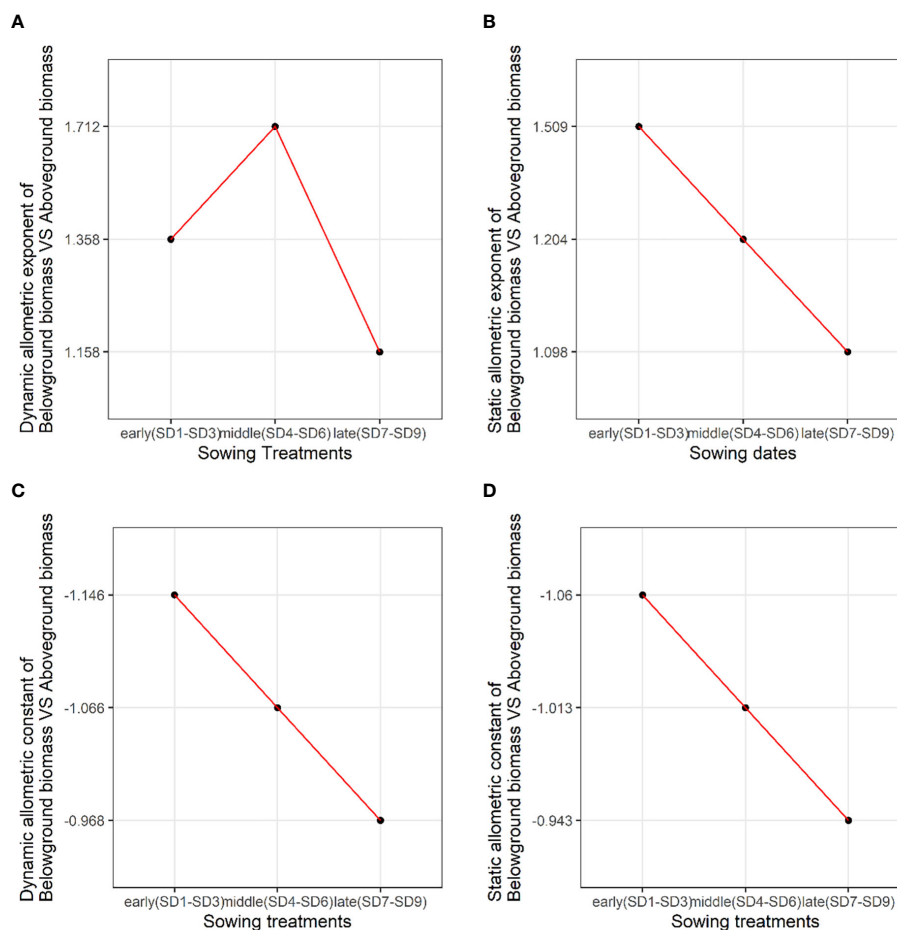 A
Dynamic allometric exponent of
Belowground biomass VS Aboveground biomass
1.712
1.358
1.158
early(SD1-SD3) middle(SD4-SD6) late(SD7-SD9)
Sowing Treatments
B
Static allometric exponent of
Belowground biomass VS Aboveground biomass
1.509
1.204
1.098
early(SD1-SD3) middle(SD4-SD6) late(SD7-SD9)
Sowing dates
C
Dynamic allometric constant of
Belowground biomass VS Aboveground biomass
-1.146
-1.066
-0.968
early(SD1-SD3) middle(SD4-SD6) late(SD7-SD9)
Sowing treatments
D
Static allometric constant of
Belowground biomass VS Aboveground biomass
-1.06
-1.013
-0.943
early(SD1-SD3) middle(SD4-SD6) late(SD7-SD9)
Sowing treatments